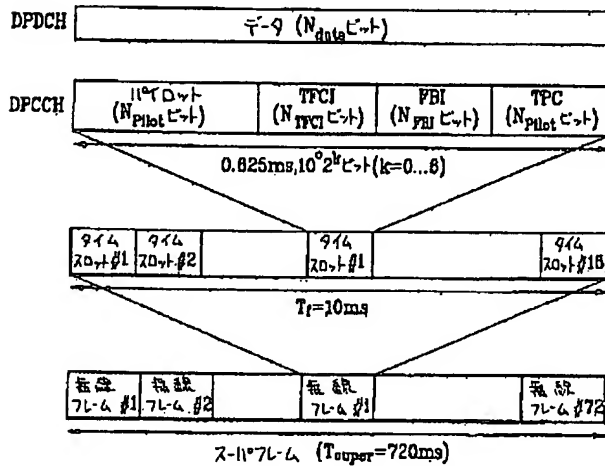 DPDCH
データ (Ndataビット)
DPCCH
パイロット
(NPilotビット)
TFCI
(NTFCIビット)
FBI
(NFBIビット)
TPC
(NPilotビット)
0.625ms,10*2^kビット(k=0...6)
タイム
スロット#1
タイム
スロット#2
タイム
スロット#1
タイム
スロット#16
Tf=10ms
無線
フレーム #1
無線
フレーム #2
無線
フレーム #1
無線
フレーム #72
スーパーフレーム (Tsuper=720ms)